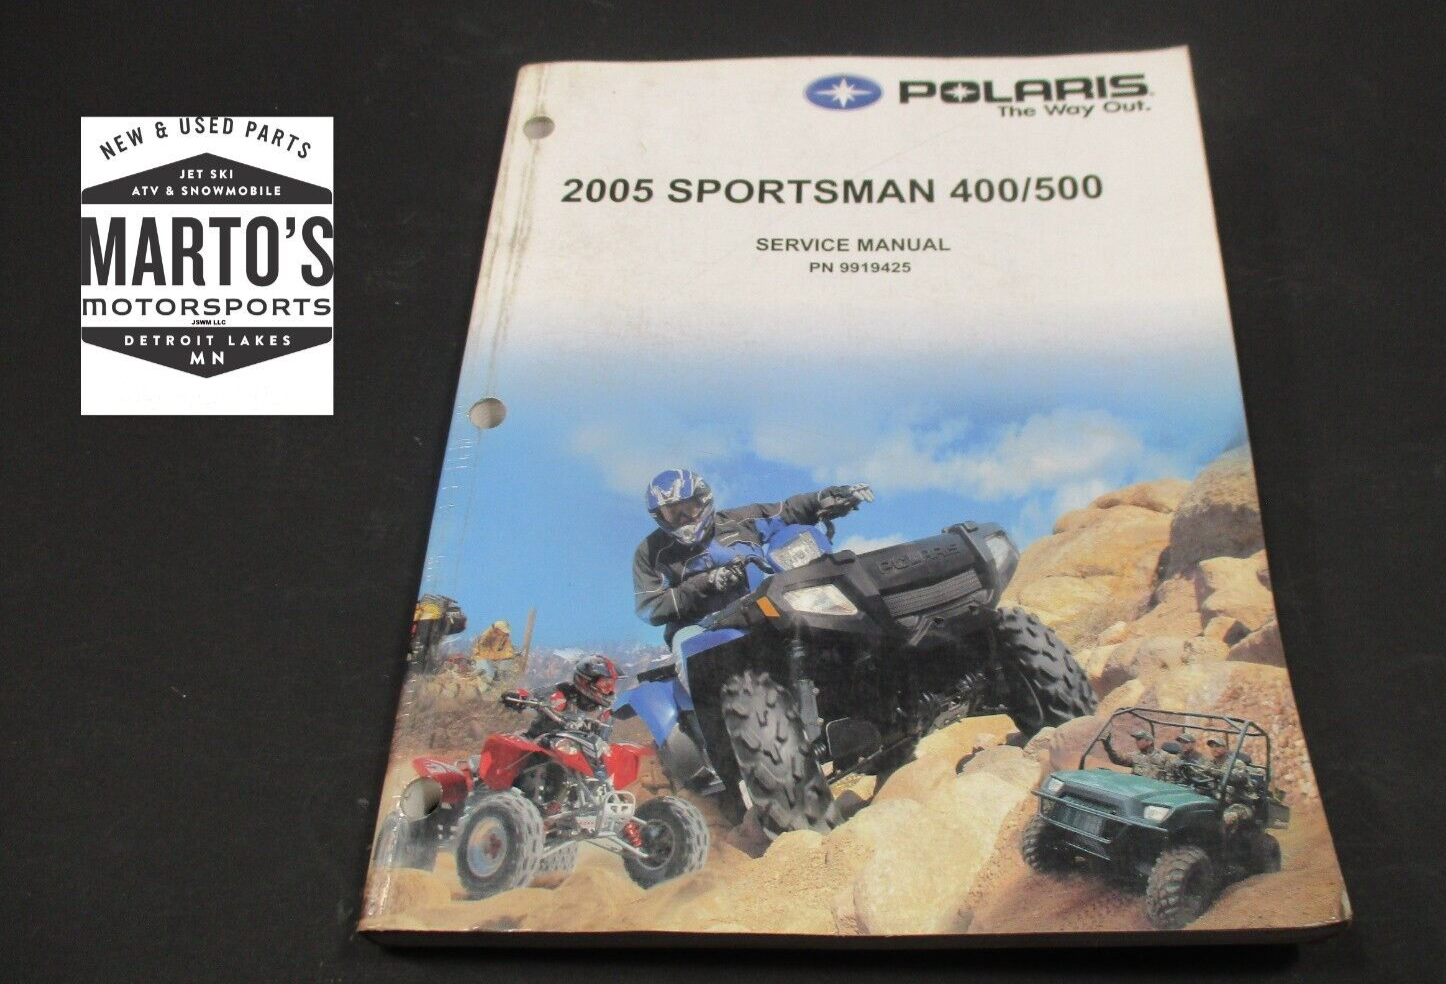 NEW & USED PARTS
JET SKI
ATV & SNOWMOBILE
MARTO'S
MOTORSPORTS
JSWM LLC
DETROIT LAKES
MN
POLARIS
The Way Out.
2005 SPORTSMAN 400/500
SERVICE MANUAL
PN 9919425
POLARIS